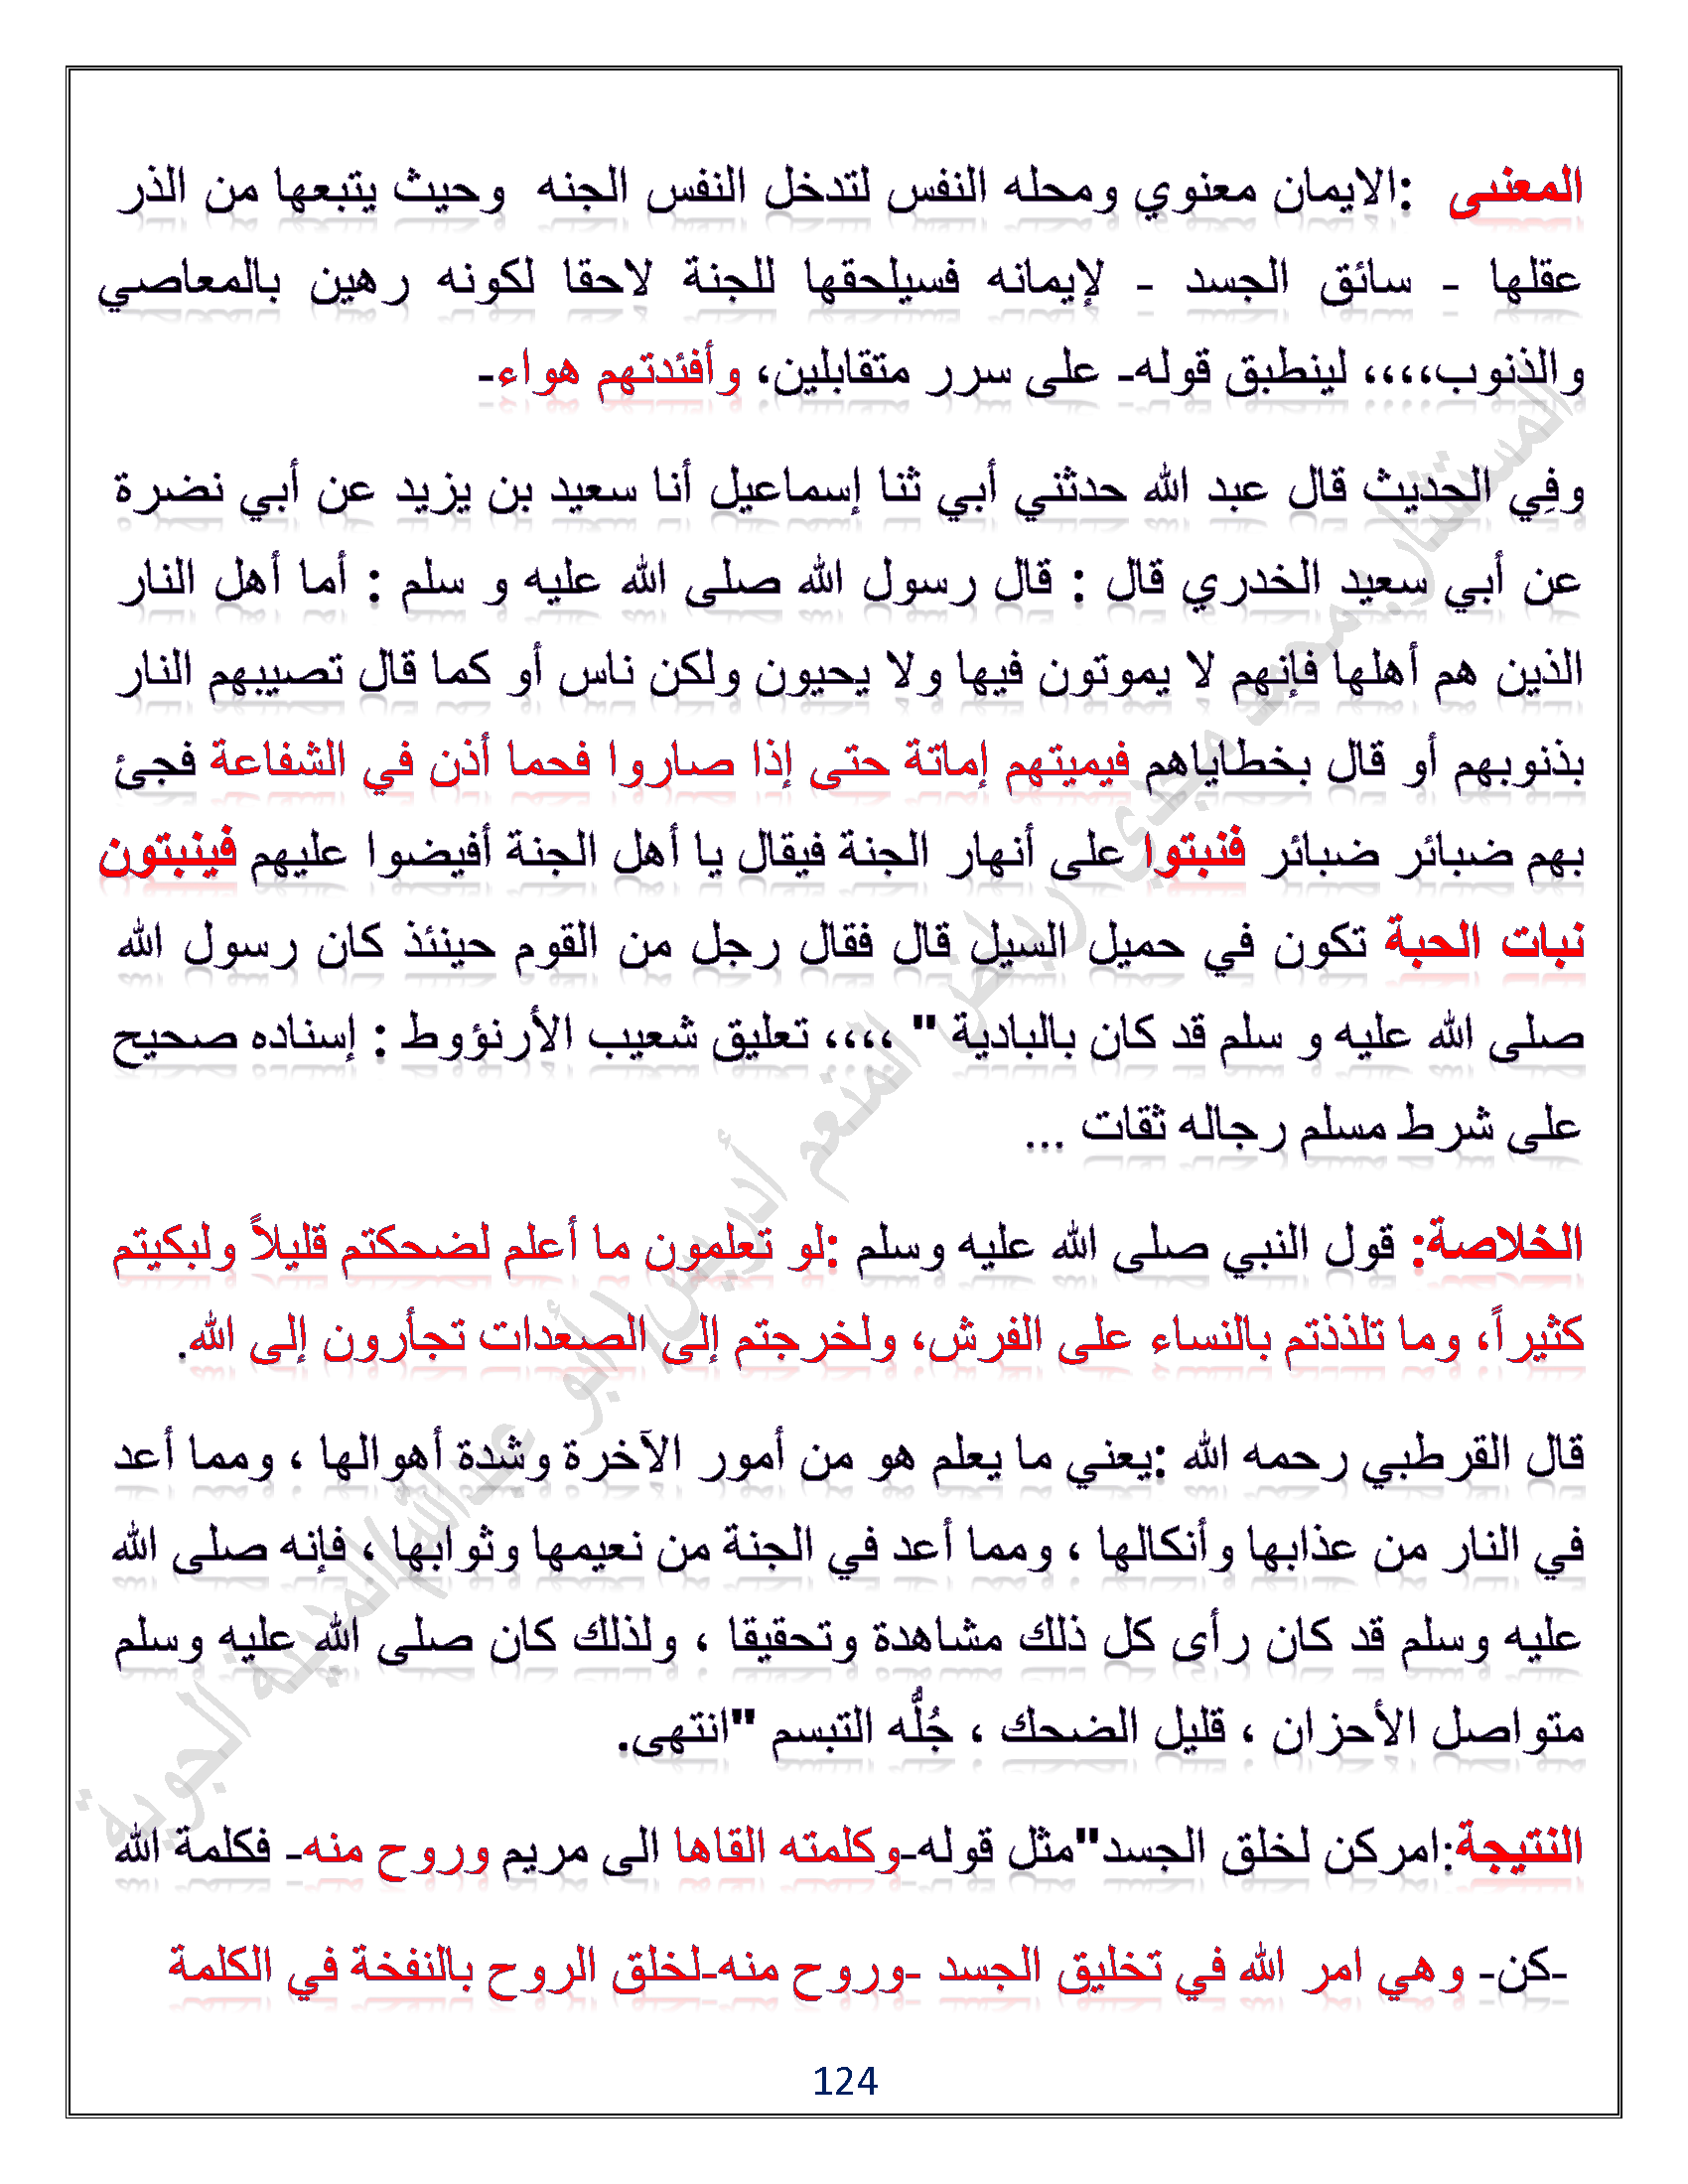 المعنى :الايمان معنوي ومحله النفس لتدخل النفس الجنه وحيث يتبعها من الذر
عقلها - سائق الجسد - لإيمانه فسيلحقها للجنة لاحقا لكونه رهين بالمعاصي
والذنوب،،،، لينطبق قوله- على سرر متقابلين، وأفئدتهم هواء-
وفِي الحديث قال عبد الله حدثني أبي ثنا إسماعيل أنا سعيد بن يزيد عن أبي نضرة
عن أبي سعيد الخدري قال : قال رسول الله صلى الله عليه و سلم : أما أهل النار
الذين هم أهلها فإنهم لا يموتون فيها ولا يحيون ولكن ناس أو كما قال تصيبهم النار
بذنوبهم أو قال بخطاياهم فيميتهم إماتة حتى إذا صاروا فحما أذن في الشفاعة فجئ
بهم ضبائر ضبائر فنبتوا على أنهار الجنة فيقال يا أهل الجنة أفيضوا عليهم فينبتون
نبات الحبة تكون في حميل السيل قال فقال رجل من القوم حينئذ كان رسول الله
صلى الله عليه و سلم قد كان بالبادية " ،،،، تعليق شعيب الأرنؤوط : إسناده صحيح
على شرط مسلم رجاله ثقات ...
الخلاصة: قول النبي صلى الله عليه وسلم :لو تعلمون ما أعلم لضحكتم قليلاً ولبكيتم
كثيراً، وما تلذذتم بالنساء على الفرش، ولخرجتم إلى الصعدات تجأرون إلى الله.
قال القرطبي رحمه الله :يعني ما يعلم هو من أمور الآخرة وشدة أهوالها ، ومما أعد
في النار من عذابها وأنكالها ، ومما أعد في الجنة من نعيمها وثوابها ، فإنه صلى الله
عليه وسلم قد كان رأى كل ذلك مشاهدة وتحقيقا ، ولذلك كان صلى الله عليه وسلم
متواصل الأحزان ، قليل الضحك ، جُلُّه التبسم "انتهى.
النتيجة:امركن لخلق الجسد"مثل قوله-وكلمته القاها الى مريم وروح منه- فكلمة الله
-كن- وهي امر الله في تخليق الجسد -وروح منه-لخلق الروح بالنفخة في الكلمة
124